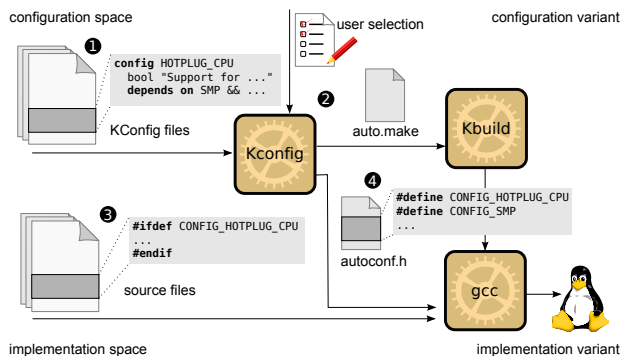 configuration space
user selection
configuration variant
❶
config HOTPLUG_CPU
bool "Support for ..."
depends on SMP && ...
KConfig files
❷
auto.make
Kconfig
Kbuild
❸
#ifdef CONFIG_HOTPLUG_CPU
...
#endif
source files
❹
#define CONFIG_HOTPLUG_CPU
#define CONFIG_SMP
...
autoconf.h
gcc
implementation space
implementation variant